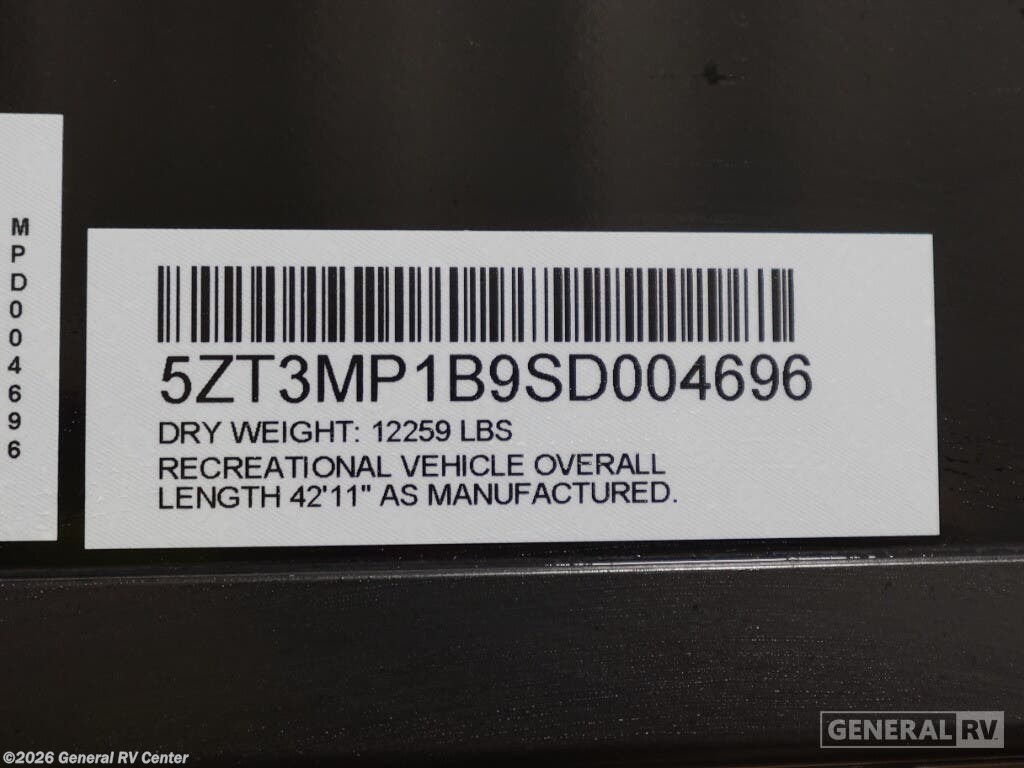 MPD004696
5ZT3MP1B9SD004696
DRY WEIGHT: 12259 LBS
RECREATIONAL VEHICLE OVERALL
LENGTH 42'11" AS MANUFACTURED.
GENERAL RV
©2026 General RV Center